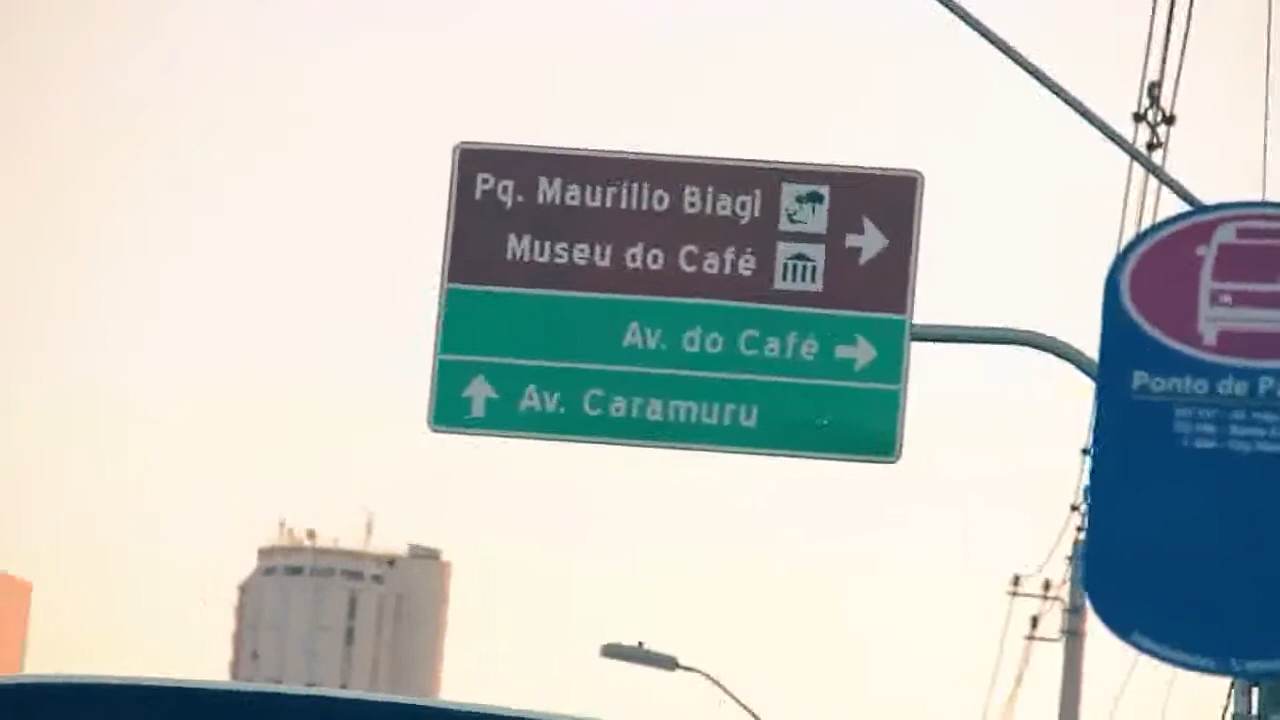 Pq. Maurilio Biagi
Museu do Café
Av. do Café
Av. Caramuru
Ponto de